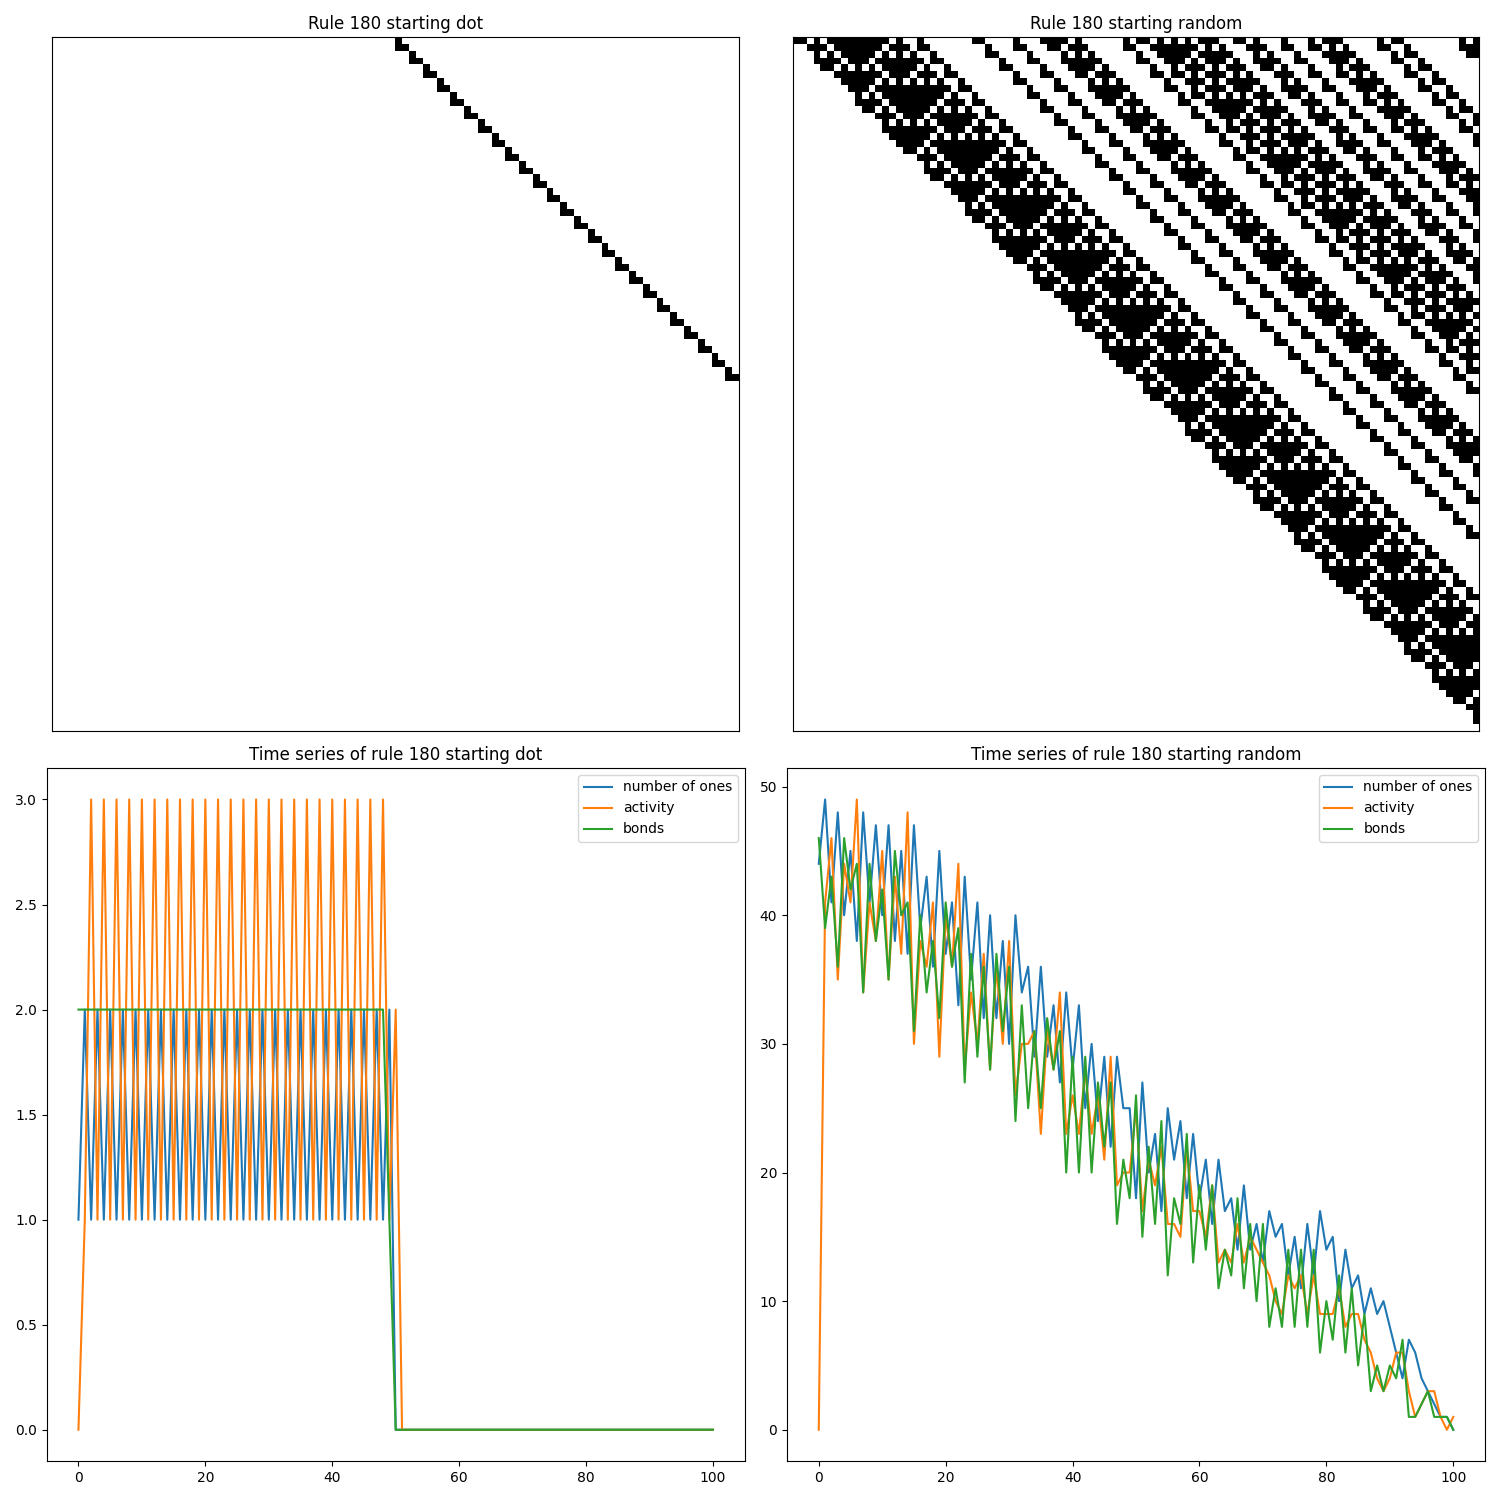 Rule 180 starting dot
Rule 180 starting random
Time series of rule 180 starting dot
3.0
2.5
2.0
1.5
1.0
0.5
0.0
0
20
40
60
80
100
number of ones
activity
bonds
Time series of rule 180 starting random
50
40
30
20
10
0
0
20
40
60
80
100
number of ones
activity
bonds